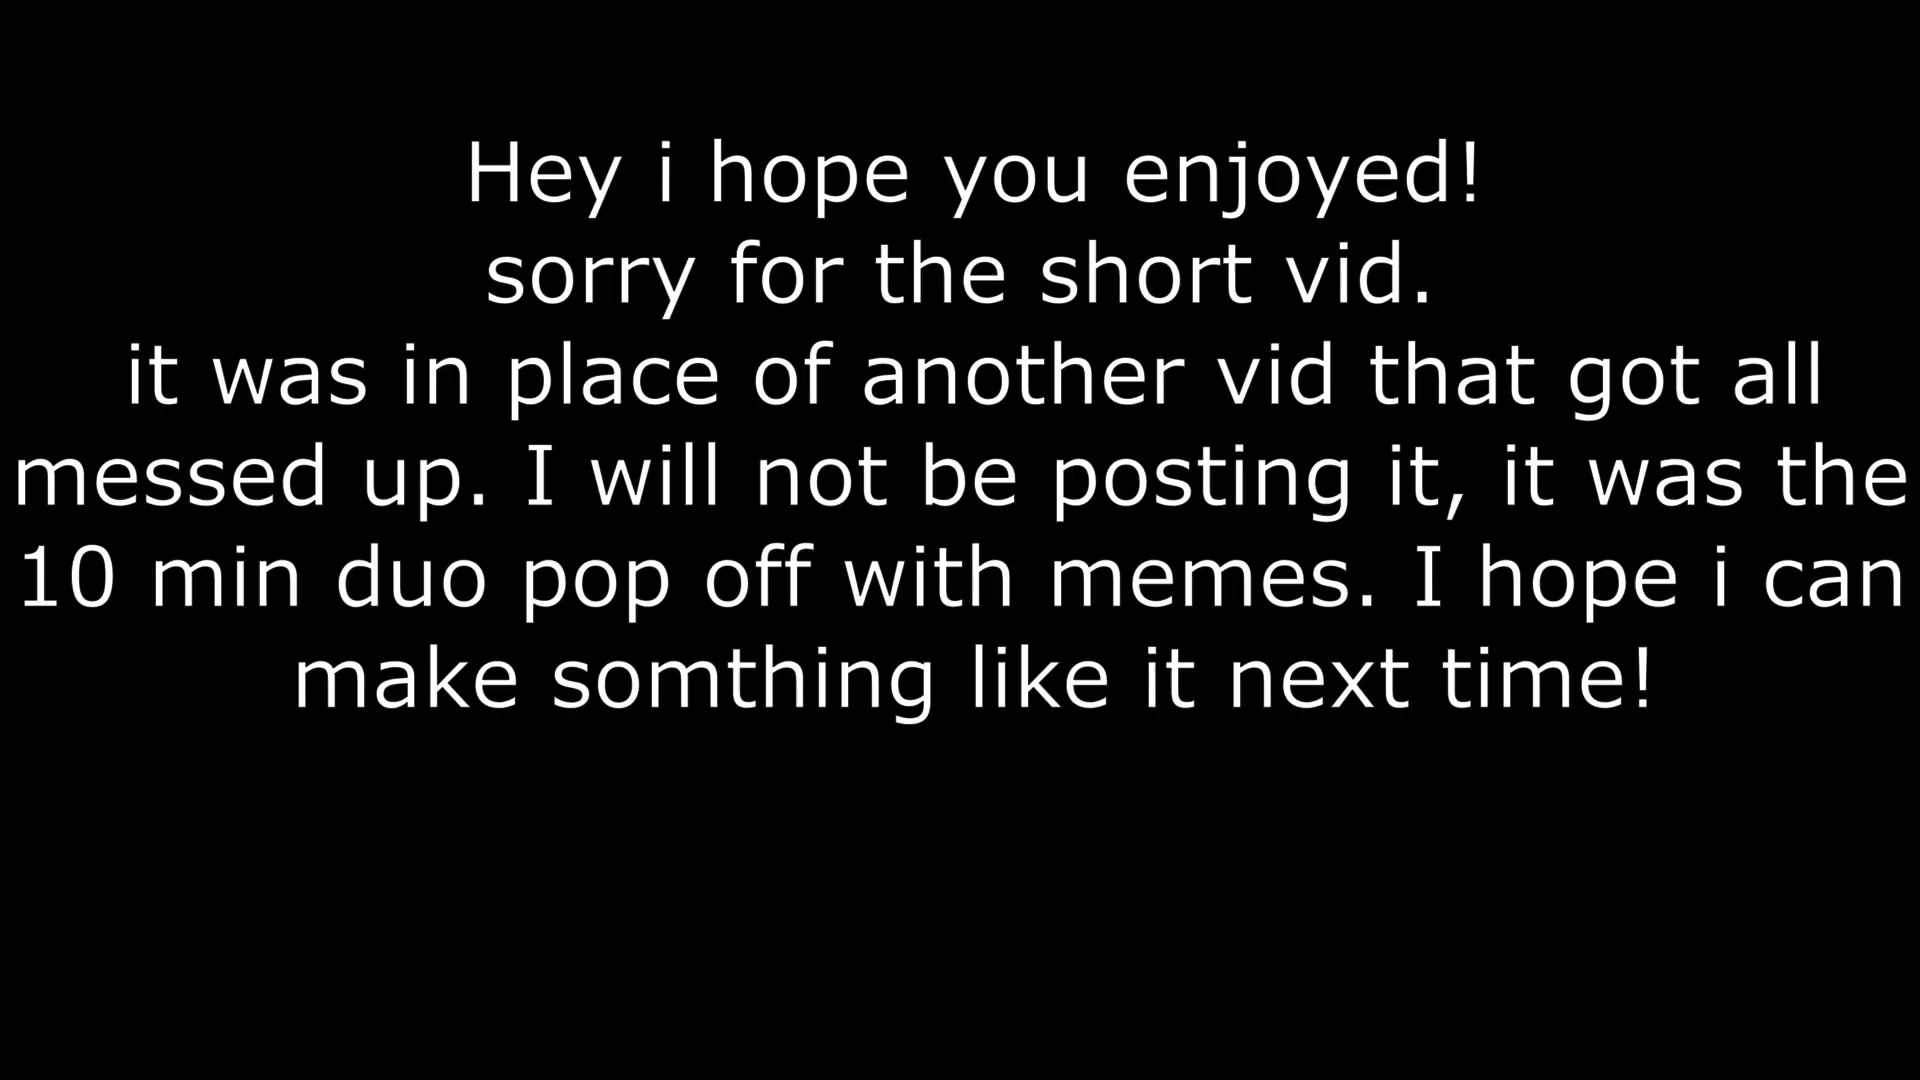 Hey i hope you enjoyed!
sorry for the short vid.
it was in place of another vid that got all
messed up. I will not be posting it, it was the
10 min duo pop off with memes. I hope i can
make somthing like it next time!